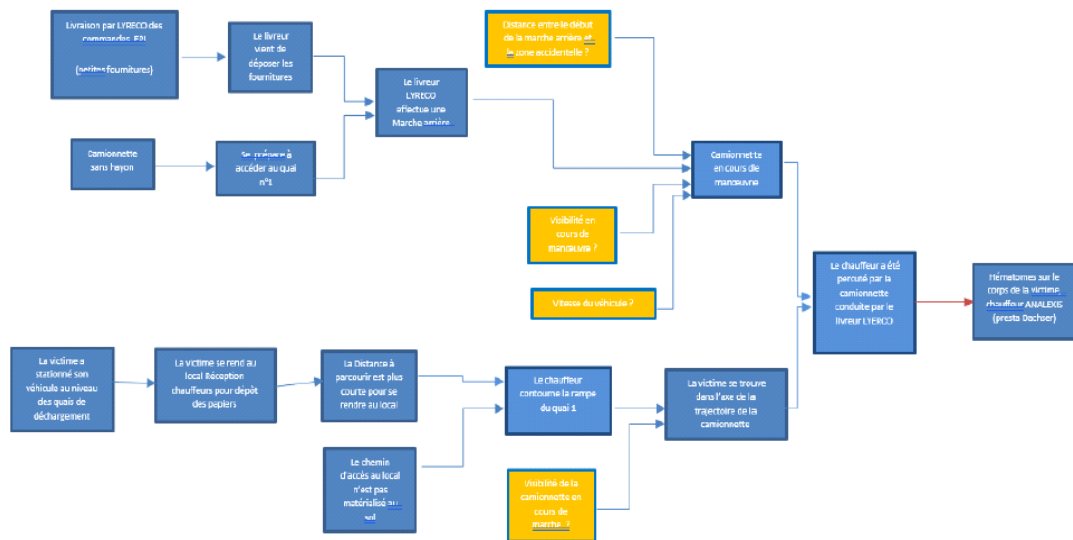 Livraison par LYRECO des
commandes EPI
(petites fournitures)
Le livreur
vient de
déposer les
fournitures
Camionnette
sans hayon
Se prépare à
accéder au quai
n°1
Le livreur
LYRECO
effectue une
Marche arrière
Distance entre le début
de la marche arrière et
le zone accidentelle ?
Camionnette
en cours de
manœuvre
Visibilité en
cours de
manœuvre ?
Vitesse du véhicule ?
Le chauffeur a été
percuté par la
camionnette
conduite par le
livreur LYERCO
Hématomes sur le
corps de la victime,
chauffeur ANALEXIS
(presta Dachser)
La victime a
stationné son
véhicule au niveau
des quais de
déchargement
La victime se rend au
local Réception
chauffeurs pour dépôt
des papiers
La Distance à
parcourir est plus
courte pour se
rendre au local
Le chauffeur
contourne la rampe
du quai 1
La victime se trouve
dans l'axe de la
trajectoire de la
camionnette
Le chemin
d'accès au local
n'est pas
matérialisé au
sol
Visibilité de la
camionnette en
cours de
marche ?